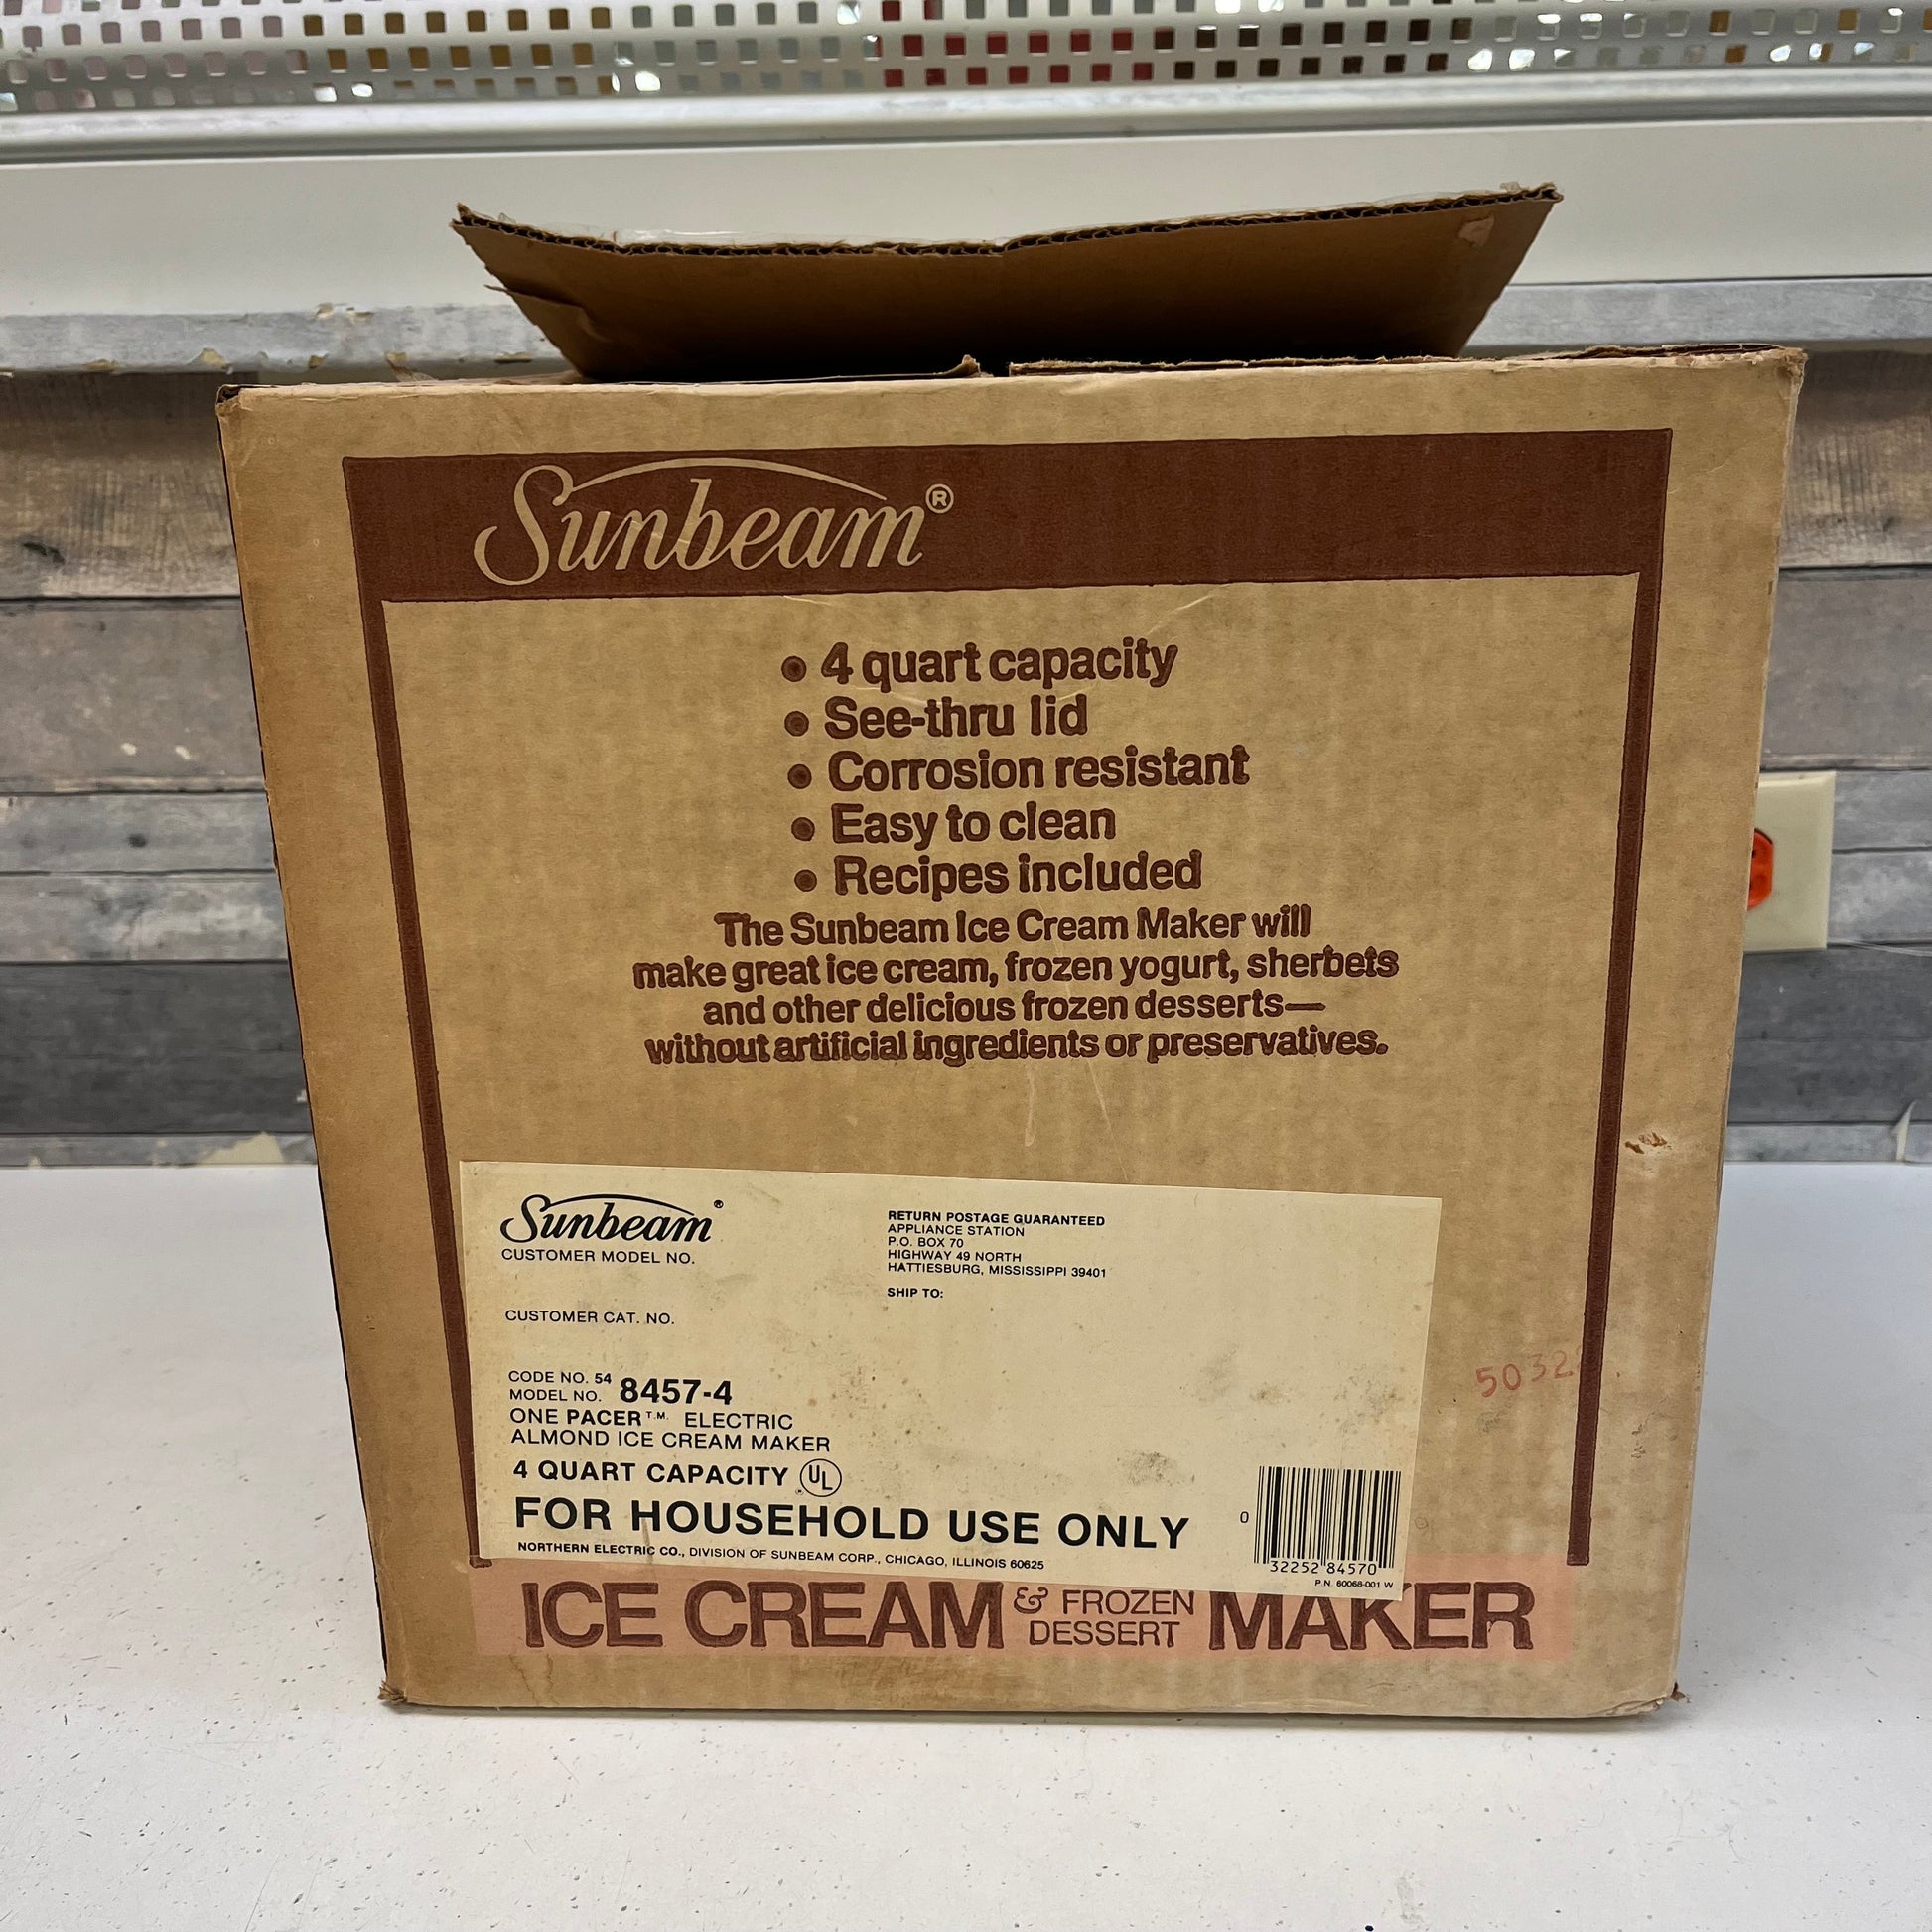 Sunbeam®
• 4 quart capacity
• See-thru lid
• Corrosion resistant
• Easy to clean
• Recipes included
The Sunbeam Ice Cream Maker will
make great ice cream, frozen yogurt, sherbets
and other delicious frozen desserts—
without artificial ingredients or preservatives.
Sunbeam®
CUSTOMER MODEL NO.
CUSTOMER CAT. NO.
RETURN POSTAGE GUARANTEED
APPLIANCE STATION
P.O. BOX 70
HIGHWAY 49 NORTH
HATTIESBURG, MISSISSIPPI 39401
SHIP TO:
CODE NO. 54
MODEL NO. 8457-4
ONE PACER T.M. ELECTRIC
ALMOND ICE CREAM MAKER
4 QUART CAPACITY UL
FOR HOUSEHOLD USE ONLY
NORTHERN ELECTRIC CO., DIVISION OF SUNBEAM CORP., CHICAGO, ILLINOIS 60625
0 32252 84570
P.N. 60068-001 W
ICE CREAM & FROZEN DESSERT MAKER